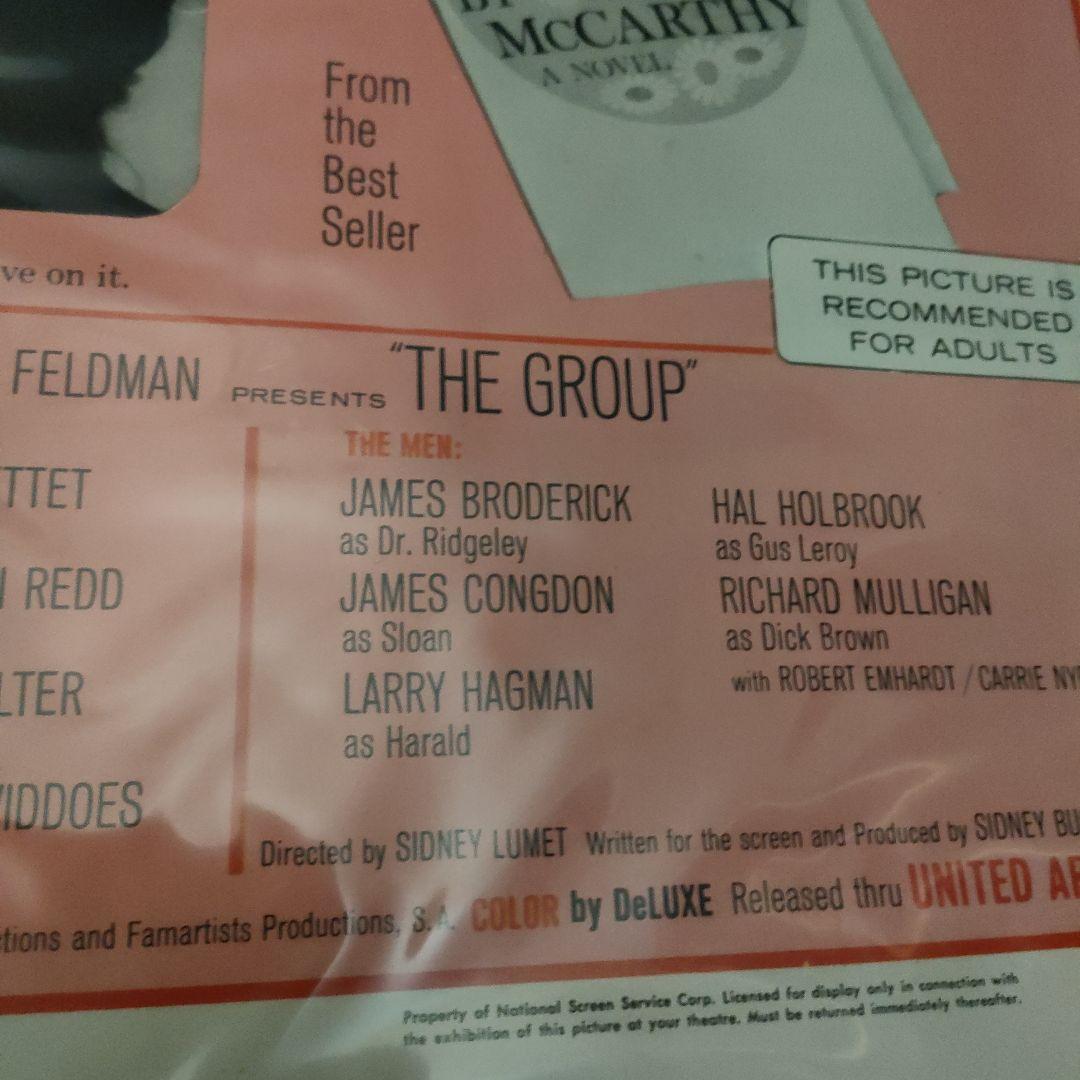 BY
McCARTHY
A NOVEL
From
the
Best
Seller
ve on it.
THIS PICTURE IS
RECOMMENDED
FOR ADULTS
FELDMAN PRESENTS "THE GROUP"
THE MEN:
TTET
JAMES BRODERICK
as Dr. Ridgeley
HAL HOLBROOK
as Gus Leroy
REDD
JAMES CONGDON
as Sloan
RICHARD MULLIGAN
as Dick Brown
LTER
LARRY HAGMAN
as Harald
with ROBERT EMHARDT / CARRIE NY
IDDOES
Directed by SIDNEY LUMET Written for the screen and Produced by SIDNEY BU
tions and Famartists Productions, S.A. COLOR by DeLUXE Released thru UNITED AR
Property of National Screen Service Corp. Licensed for display only in connection with
the exhibition of this picture at your theatre. Must be returned immediately thereafter.